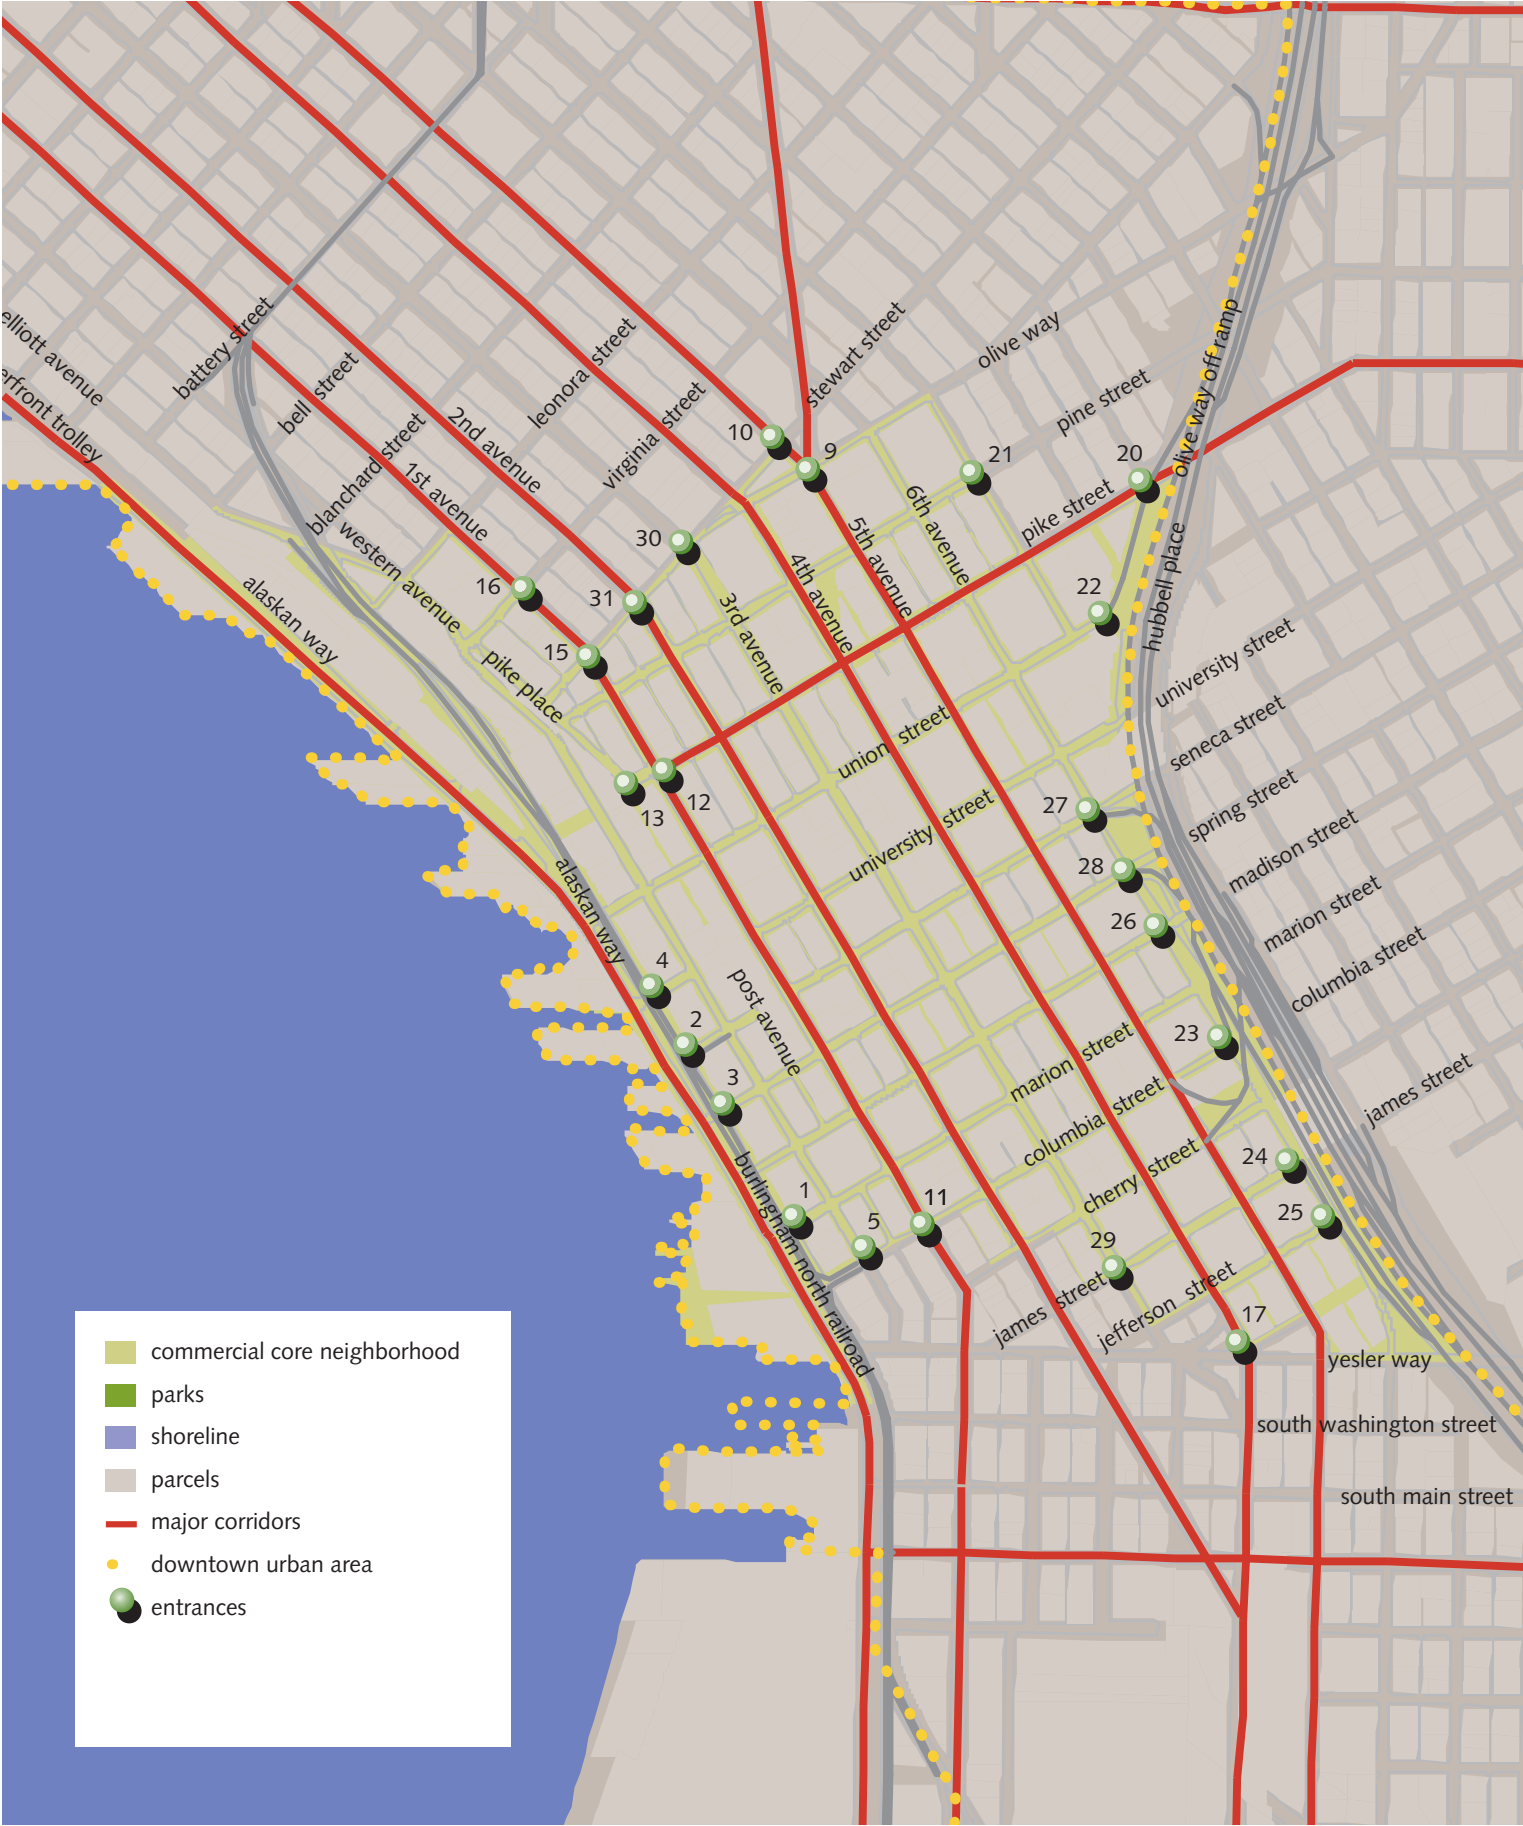 elliott avenue
erfront trolley
battery street
bell street
blanchard street
1st avenue
2nd avenue
leonora street
virginia street
western avenue
pike place
alaskan way
stewart street
olive way
pine street
pike street
olive way off ramp
hubbell place
10
9
21
20
30
31
16
15
22
6th avenue
5th avenue
4th avenue
3rd avenue
13
12
union street
university street
university street
seneca street
spring street
madison street
marion street
columbia street
james street
27
28
26
23
24
25
alaskan way
4
2
3
1
5
11
post avenue
burlingham north railroad
marion street
columbia street
cherry street
29
james street
jefferson street
17
yesler way
south washington street
south main street
commercial core neighborhood
parks
shoreline
parcels
major corridors
downtown urban area
entrances